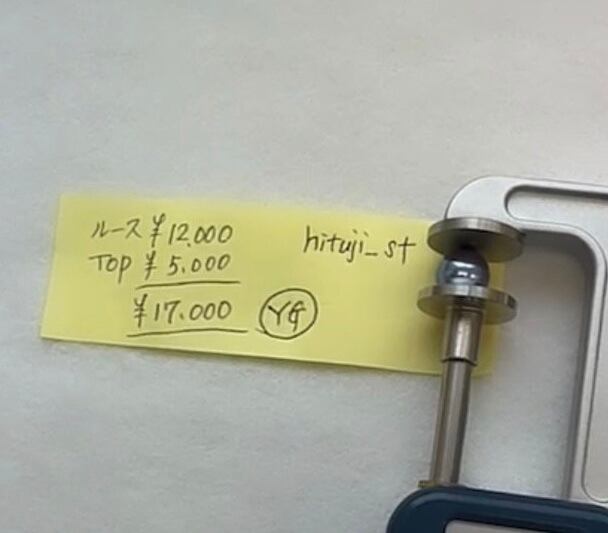 ルース ¥12,000
Top ¥5,000
¥17,000 YG
hituji_st